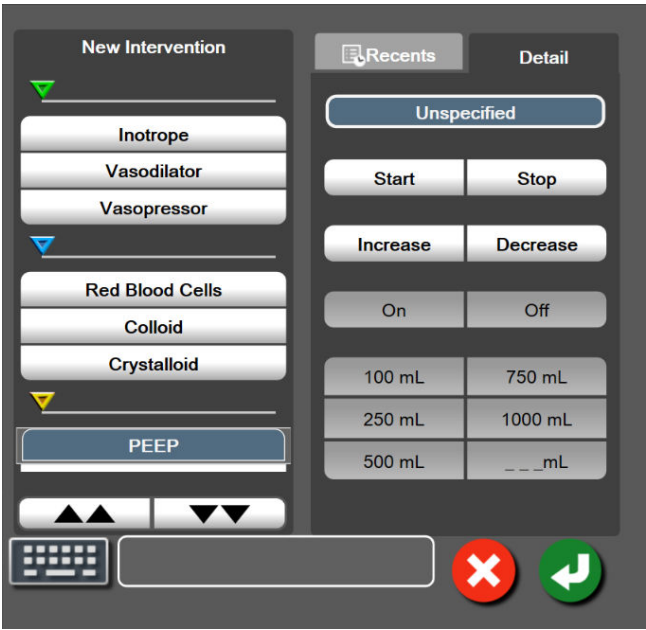 New Intervention
Inotrope
Vasodilator
Vasopressor
Red Blood Cells
Colloid
Crystalloid
PEEP
Recents
Detail
Unspecified
Start Stop
Increase Decrease
On Off
100 mL 750 mL
250 mL 1000 mL
500 mL _ _ _mL